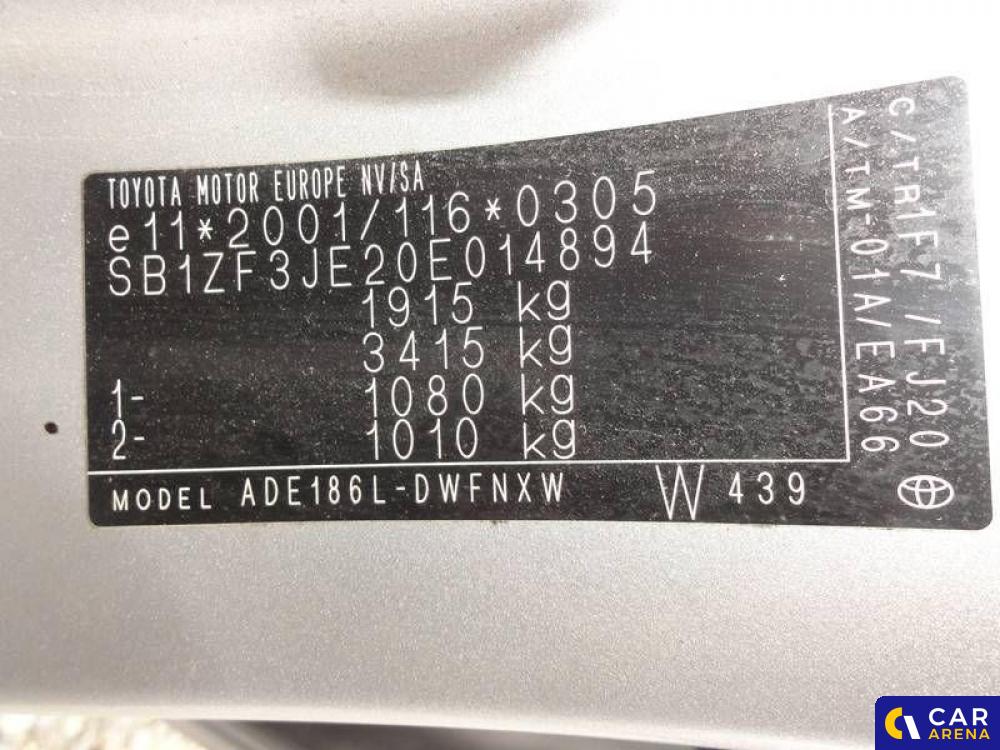 TOYOTA MOTOR EUROPE NV/SA
e11*2001/116*0305
SB1ZF3JE20E014894
1915 kg
3415 kg
1- 1080 kg
2- 1010 kg
MODEL ADE186L-DWFNXW W 439
C/TR1F7/FJ20
A/TM-01A/EA66
CAR
ARENA